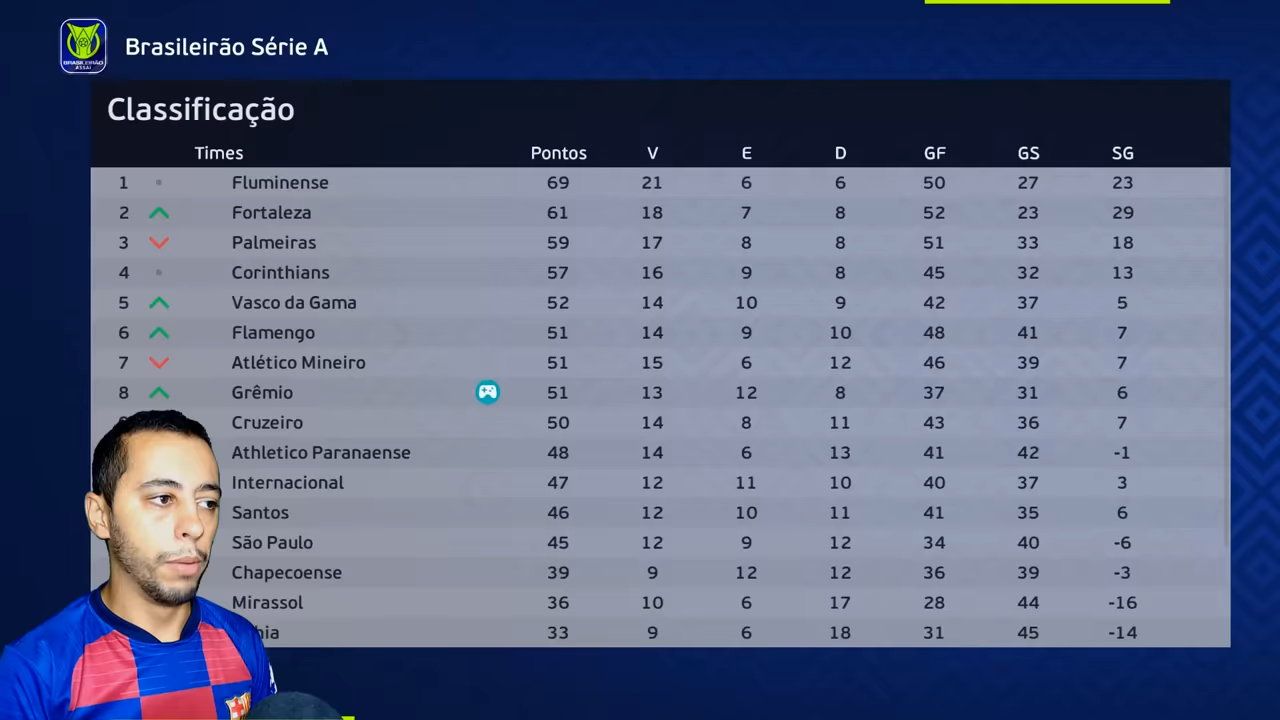 BRASILEIRÃO
ASSAÍ
Brasileirão Série A
Classificação
Times Pontos V E D GF GS SG
1 Fluminense 69 21 6 6 50 27 23
2 Fortaleza 61 18 7 8 52 23 29
3 Palmeiras 59 17 8 8 51 33 18
4 Corinthians 57 16 9 8 45 32 13
5 Vasco da Gama 52 14 10 9 42 37 5
6 Flamengo 51 14 9 10 48 41 7
7 Atlético Mineiro 51 15 6 12 46 39 7
8 Grêmio 51 13 12 8 37 31 6
Cruzeiro 50 14 8 11 43 36 7
Athletico Paranaense 48 14 6 13 41 42 -1
Internacional 47 12 11 10 40 37 3
Santos 46 12 10 11 41 35 6
São Paulo 45 12 9 12 34 40 -6
Chapecoense 39 9 12 12 36 39 -3
Mirassol 36 10 6 17 28 44 -16
hia 33 9 6 18 31 45 -14